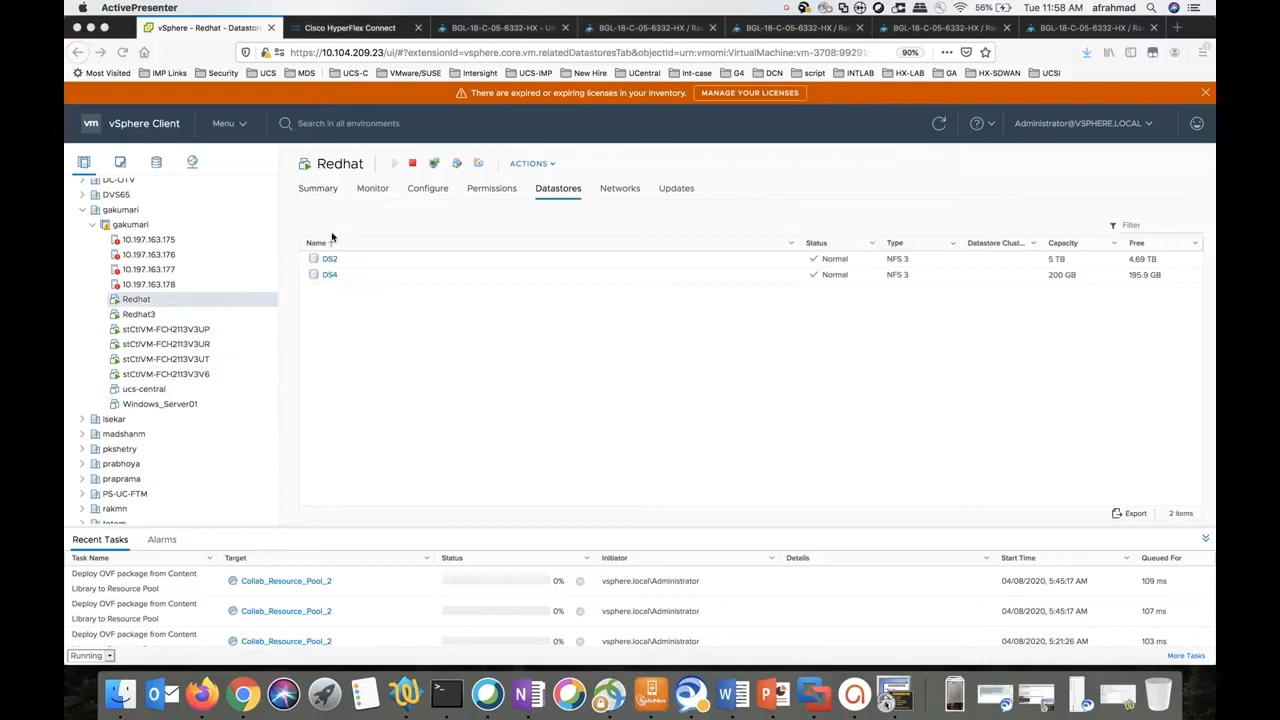 ActivePresenter
56%
Tue 11:58 AM
afrahmad
vSphere - Redhat - Datastores
Cisco HyperFlex Connect
BGL-18-C-05-6332-HX - Un
BGL-18-C-05-6332-HX / Rac
BGL-18-C-05-6332-HX / Rac
BGL-18-C-05-6332-HX / Rac
BGL-18-C-05-6332-HX / Rac
https://10.104.209.23/ui/#?extensionId=vsphere.core.vm.relatedDatastoresTab&objectId=urn:vmomi:VirtualMachine:vm-3708:99291
90%
Most Visited
IMP Links
Security
UCS
MDS
UCS-C
VMware/SUSE
Intersight
UCS-IMP
New Hire
UCentral
Int-case
G4
DCN
script
INTLAB
HX-LAB
GA
HX-SDWAN
UCSI
There are expired or expiring licenses in your inventory.
MANAGE YOUR LICENSES
vm
vSphere Client
Menu
Search in all environments
Administrator@VSPHERE.LOCAL
DC-OTV
DVS65
gakumari
gakumari
10.197.163.175
10.197.163.176
10.197.163.177
10.197.163.178
Redhat
Redhat3
stCtlVM-FCH2113V3UP
stCtlVM-FCH2113V3UR
stCtlVM-FCH2113V3UT
stCtlVM-FCH2113V3V6
ucs-central
Windows_Server01
lsekar
madshanm
pkshetry
prabhoya
praprama
PS-UC-FTM
rakmn
Redhat
ACTIONS
Summary
Monitor
Configure
Permissions
Datastores
Networks
Updates
Filter
Name
Status
Type
Datastore Clust...
Capacity
Free
DS2
Normal
NFS 3
5 TB
4.69 TB
DS4
Normal
NFS 3
200 GB
195.9 GB
Export
2 items
Recent Tasks
Alarms
Task Name
Target
Status
Initiator
Details
Start Time
Queued For
Deploy OVF package from Content
Library to Resource Pool
Collab_Resource_Pool_2
0%
vsphere.local\Administrator
04/08/2020, 5:45:17 AM
109 ms
Deploy OVF package from Content
Library to Resource Pool
Collab_Resource_Pool_2
0%
vsphere.local\Administrator
04/08/2020, 5:45:17 AM
107 ms
Deploy OVF package from Content
Collab_Resource_Pool_2
0%
vsphere.local\Administrator
04/08/2020, 5:21:26 AM
103 ms
Running
More Tasks